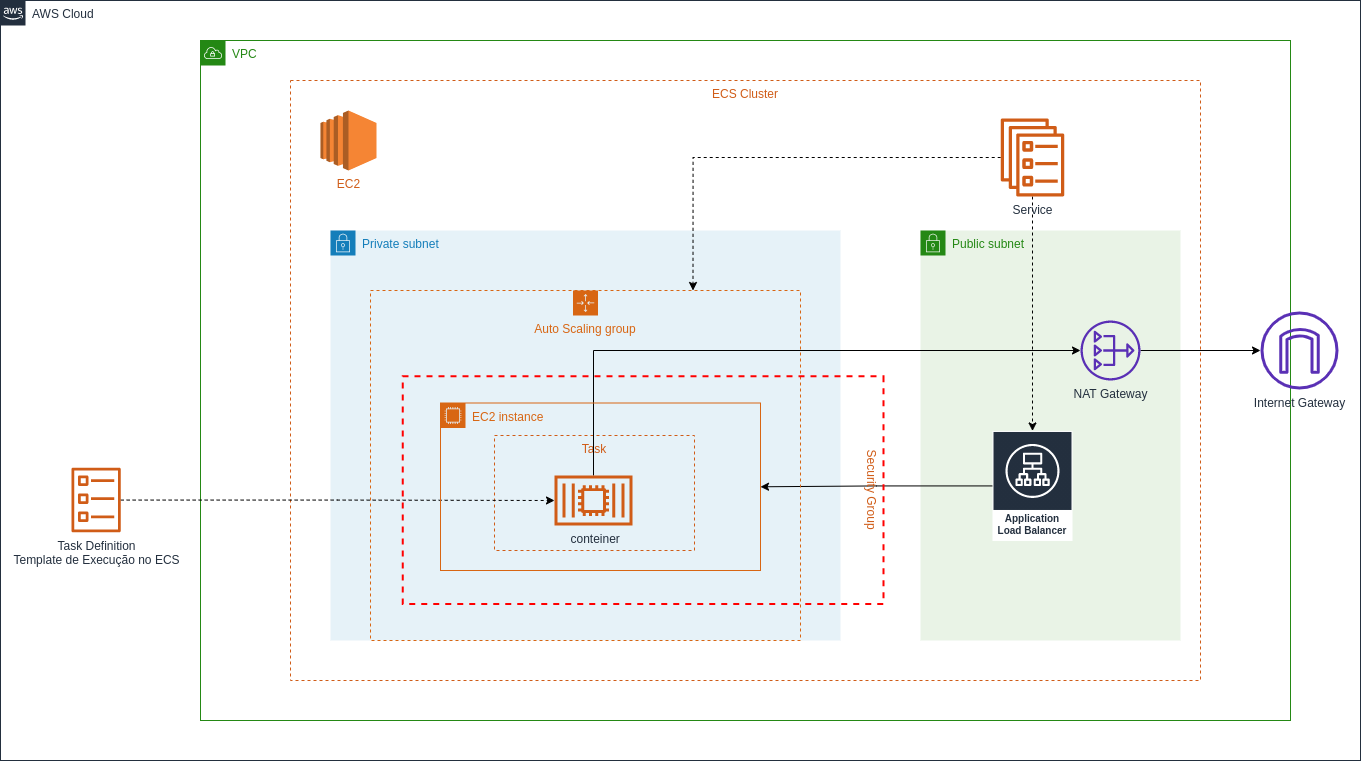 aws
AWS Cloud
VPC
ECS Cluster
EC2
Service
Private subnet
Public subnet
Auto Scaling group
NAT Gateway
Internet Gateway
EC2 instance
Task
Security Group
conteiner
Application
Load Balancer
Task Definition
Template de Execução no ECS